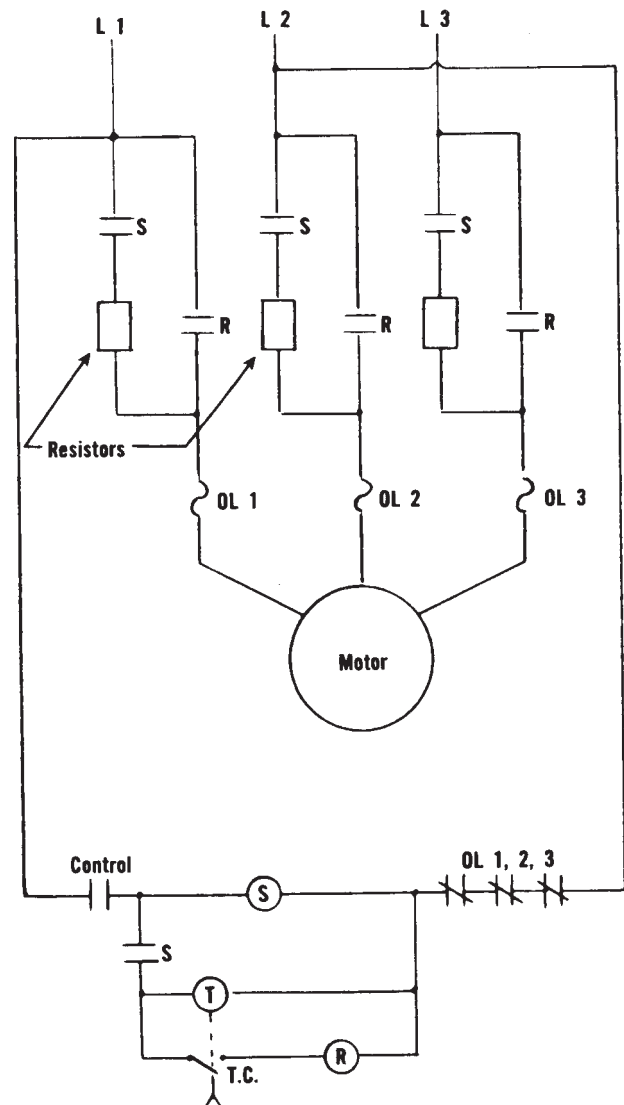 L 1 L 2 L 3
S S S
R R R
Resistors
OL 1 OL 2 OL 3
Motor
Control OL 1, 2, 3
S
S
T
R
T.C.